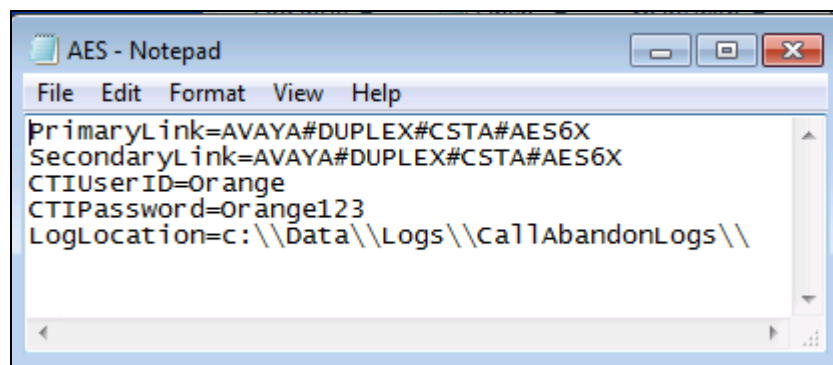 AES - Notepad
File Edit Format View Help
PrimaryLink=AVAYA#DUPLEX#CSTA#AES6X
SecondaryLink=AVAYA#DUPLEX#CSTA#AES6X
CTIUserID=Orange
CTIPassword=Orange123
LogLocation=c:\\Data\\Logs\\CallAbandonLogs\\